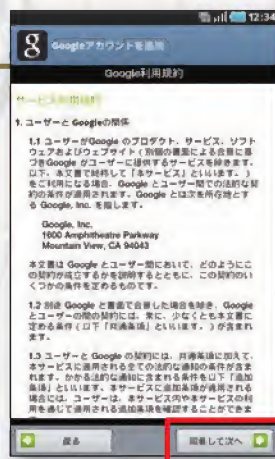 12:34
Googleアカウントを追加
Google利用規約
サービス利用規約
1. ユーザーと Googleの関係
1.1 ユーザーがGoogle のプロダクト、サービス、ソフト
ウェアおよびウェブサイト（別個の書面による合意に基
づきGoogle がユーザーに提供するサービスを除きます。
以下、本文書で総称して「本サービス」といいます。）
をご利用になる場合、Google とユーザー間での法的な契
約の条件が適用されます。Google とは次を所在地とす
る Google, Inc. を指します。
Google, Inc.
1600 Amphitheatre Parkway
Mountain View, CA 94043
本文書は Google とユーザー間において、どのようにこ
の契約が成立するかを説明するとともに、この契約のい
くつかの条件を定めるものです。
1.2 別途 Google と書面で合意した場合を除き、Google
とユーザーの間の契約には、常に、少なくとも本文書に
定める条件（以下「共通条項」といいます。）が含まれ
ます。
1.3 ユーザーと Google の契約には、共通条項に加えて、
本サービスに適用される全ての法的な通知の条件が含ま
れます。かかる法的な通知に含まれる条件を以下「追加
条項」といいます。本サービスに追加条項が適用される
場合には、ユーザーは、本サービス内やサービスの利
用を通じて適用される追加条項を確認することができま
戻る
同意して次へ